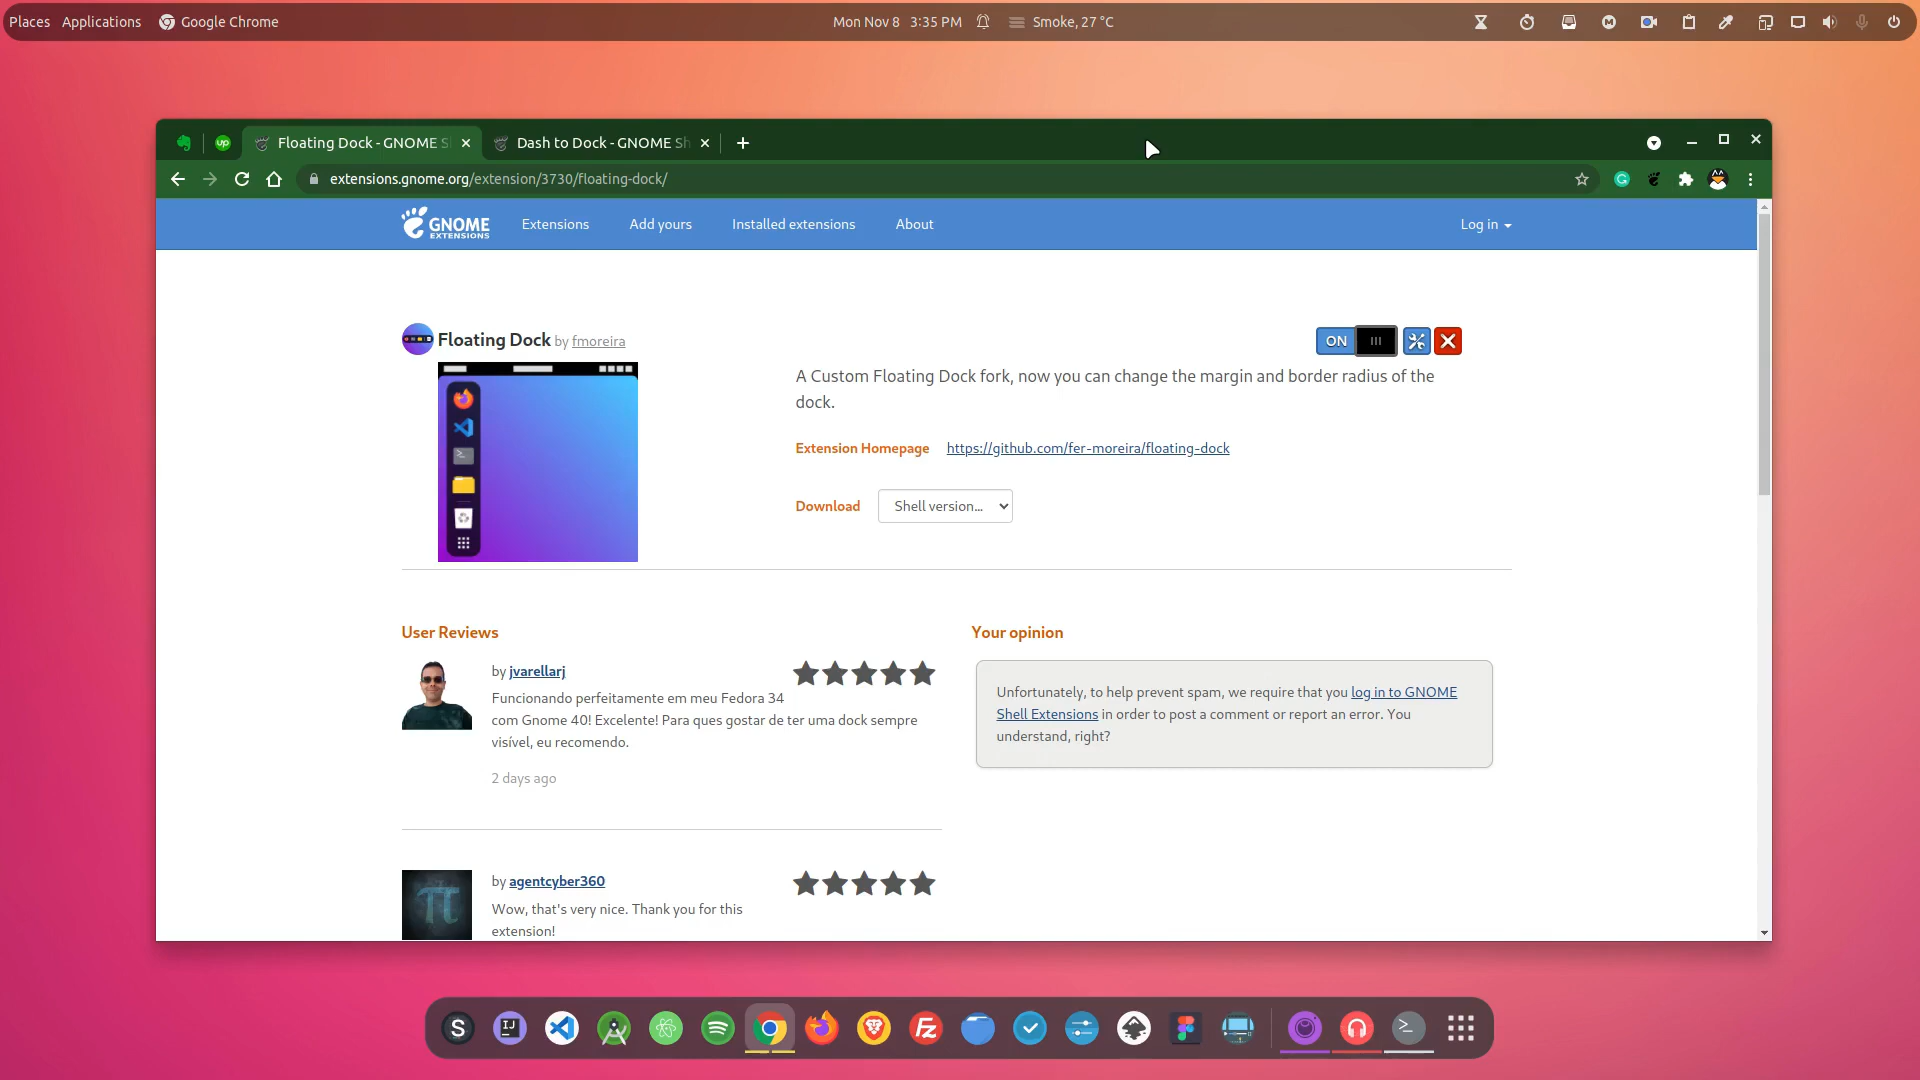 Places Applications Google Chrome Mon Nov 8 3:35 PM Smoke, 27 °C
up Floating Dock - GNOME S Dash to Dock - GNOME Sh
extensions.gnome.org/extension/3730/floating-dock/
GNOME EXTENSIONS Extensions Add yours Installed extensions About Log in
Floating Dock by fmoreira
ON
A Custom Floating Dock fork, now you can change the margin and border radius of the
dock.
Extension Homepage https://github.com/fer-moreira/floating-dock
Download Shell version...
User Reviews
by jvarellarj
Funcionando perfeitamente em meu Fedora 34
com Gnome 40! Excelente! Para ques gostar de ter uma dock sempre
visível, eu recomendo.
2 days ago
by agentcyber360
Wow, that's very nice. Thank you for this
extension!
Your opinion
Unfortunately, to help prevent spam, we require that you log in to GNOME
Shell Extensions in order to post a comment or report an error. You
understand, right?
S IJ FZ